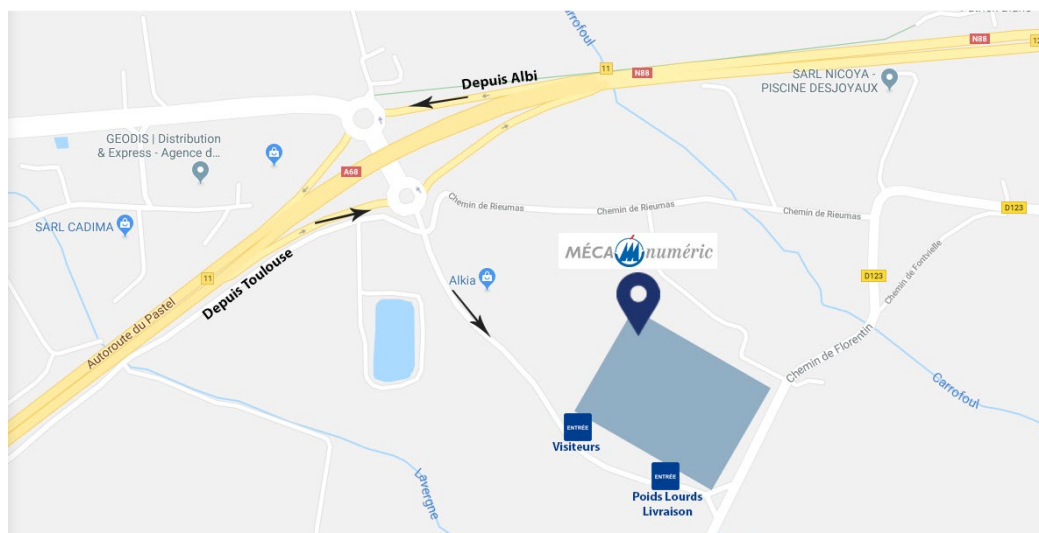 Carrofoul
N88
12
11
N88
Depuis Albi
SARL NICOYA -
PISCINE DESJOYAUX
GEODIS | Distribution
& Express - Agence d...
A68
Chemin de Rieumas
Chemin de Rieumas
Chemin de Rieumas
D123
SARL CADIMA
MÉCA numéric
11
Depuis Toulouse
Alkia
D123
Chemin de Fontvielle
Autoroute du Pastel
Chemin de Florentin
Carrofoul
ENTRÉE
Visiteurs
ENTRÉE
Poids Lourds
Livraison
Lavergne